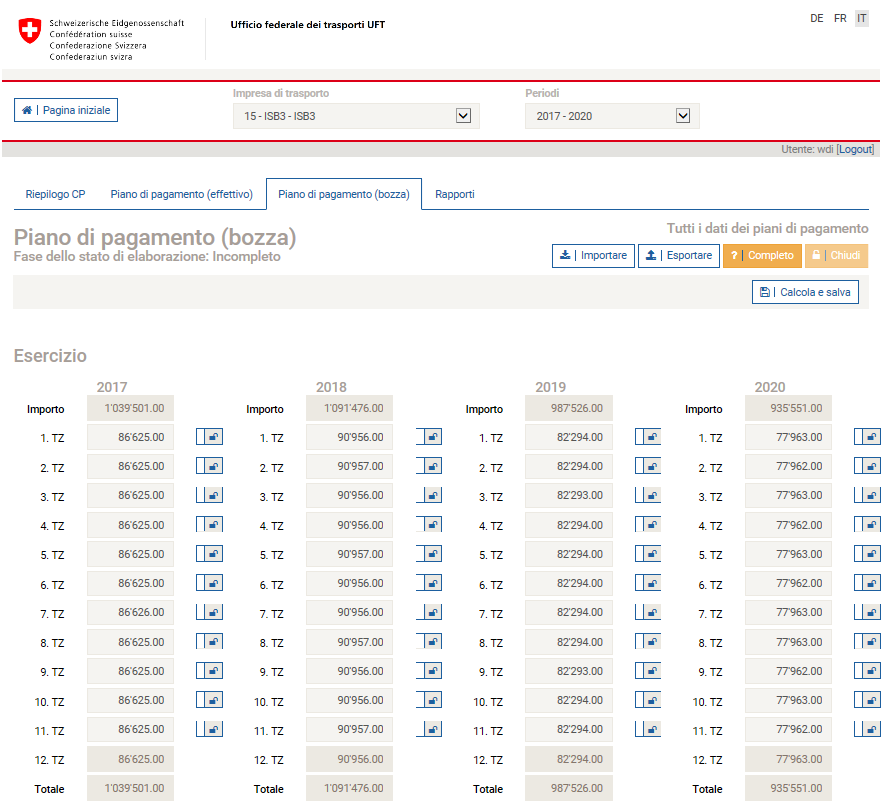 Schweizerische Eidgenossenschaft
Confédération suisse
Confederazione Svizzera
Confederaziun svizra
Ufficio federale dei trasporti UFT
DE FR IT
Pagina iniziale
Impresa di trasporto
15 - ISB3 - ISB3
Periodi
2017 - 2020
Utente: wdi [Logout]
Riepilogo CP Piano di pagamento (effettivo) Piano di pagamento (bozza) Rapporti
Piano di pagamento (bozza)
Fase dello stato di elaborazione: Incompleto
Tutti i dati dei piani di pagamento
Importare Esportare ? Completo Chiudi
Calcola e salva
Esercizio
2017 2018 2019 2020
Importo 1'039'501.00 Importo 1'091'476.00 Importo 987'526.00 Importo 935'551.00
1. TZ 86'625.00 1. TZ 90'956.00 1. TZ 82'294.00 1. TZ 77'963.00
2. TZ 86'625.00 2. TZ 90'957.00 2. TZ 82'294.00 2. TZ 77'962.00
3. TZ 86'625.00 3. TZ 90'956.00 3. TZ 82'293.00 3. TZ 77'963.00
4. TZ 86'625.00 4. TZ 90'956.00 4. TZ 82'294.00 4. TZ 77'962.00
5. TZ 86'625.00 5. TZ 90'957.00 5. TZ 82'294.00 5. TZ 77'963.00
6. TZ 86'625.00 6. TZ 90'956.00 6. TZ 82'294.00 6. TZ 77'962.00
7. TZ 86'626.00 7. TZ 90'956.00 7. TZ 82'294.00 7. TZ 77'963.00
8. TZ 86'625.00 8. TZ 90'957.00 8. TZ 82'294.00 8. TZ 77'963.00
9. TZ 86'625.00 9. TZ 90'956.00 9. TZ 82'293.00 9. TZ 77'962.00
10. TZ 86'625.00 10. TZ 90'956.00 10. TZ 82'294.00 10. TZ 77'963.00
11. TZ 86'625.00 11. TZ 90'957.00 11. TZ 82'294.00 11. TZ 77'962.00
12. TZ 86'625.00 12. TZ 90'956.00 12. TZ 82'294.00 12. TZ 77'963.00
Totale 1'039'501.00 Totale 1'091'476.00 Totale 987'526.00 Totale 935'551.00